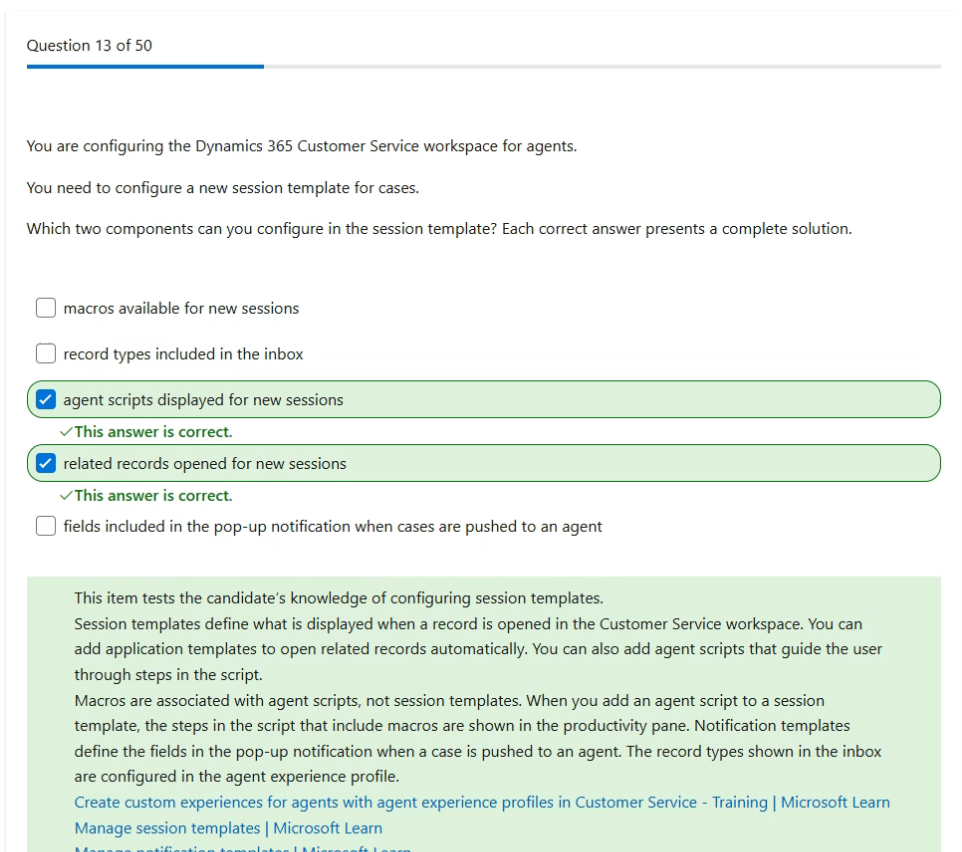 Question 13 of 50
You are configuring the Dynamics 365 Customer Service workspace for agents.
You need to configure a new session template for cases.
Which two components can you configure in the session template? Each correct answer presents a complete solution.
macros available for new sessions
record types included in the inbox
agent scripts displayed for new sessions
This answer is correct.
related records opened for new sessions
This answer is correct.
fields included in the pop-up notification when cases are pushed to an agent
This item tests the candidate's knowledge of configuring session templates.
Session templates define what is displayed when a record is opened in the Customer Service workspace. You can
add application templates to open related records automatically. You can also add agent scripts that guide the user
through steps in the script.
Macros are associated with agent scripts, not session templates. When you add an agent script to a session
template, the steps in the script that include macros are shown in the productivity pane. Notification templates
define the fields in the pop-up notification when a case is pushed to an agent. The record types shown in the inbox
are configured in the agent experience profile.
Create custom experiences for agents with agent experience profiles in Customer Service - Training | Microsoft Learn
Manage session templates | Microsoft Learn
Manage notification templates | Microsoft Learn